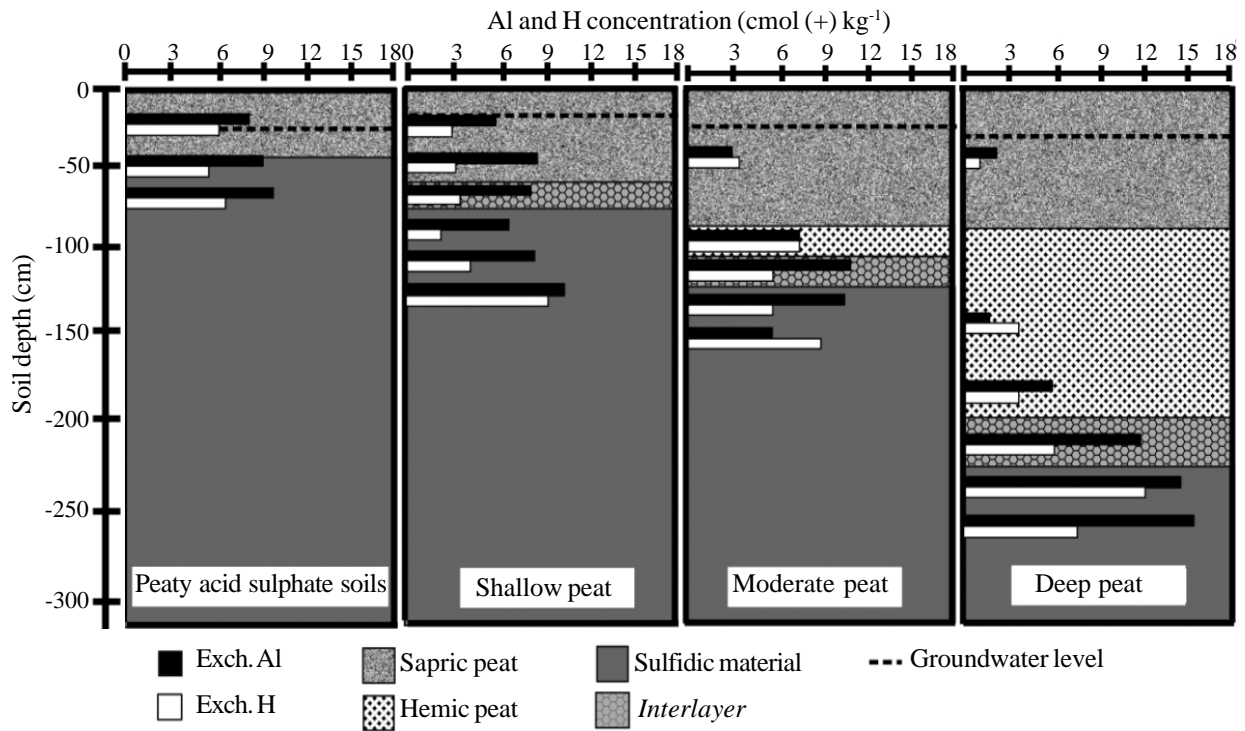 Al and H concentration (cmol (+) kg-1)
0 3 6 9 12 15 18 0 3 6 9 12 15 18 3 6 9 12 15 18 3 6 9 12 15 18
Soil depth (cm)
0
-50
-100
-150
-200
-250
-300
Peaty acid sulphate soils
Shallow peat
Moderate peat
Deep peat
Exch. Al
Sapric peat
Sulfidic material
Groundwater level
Exch. H
Hemic peat
Interlayer